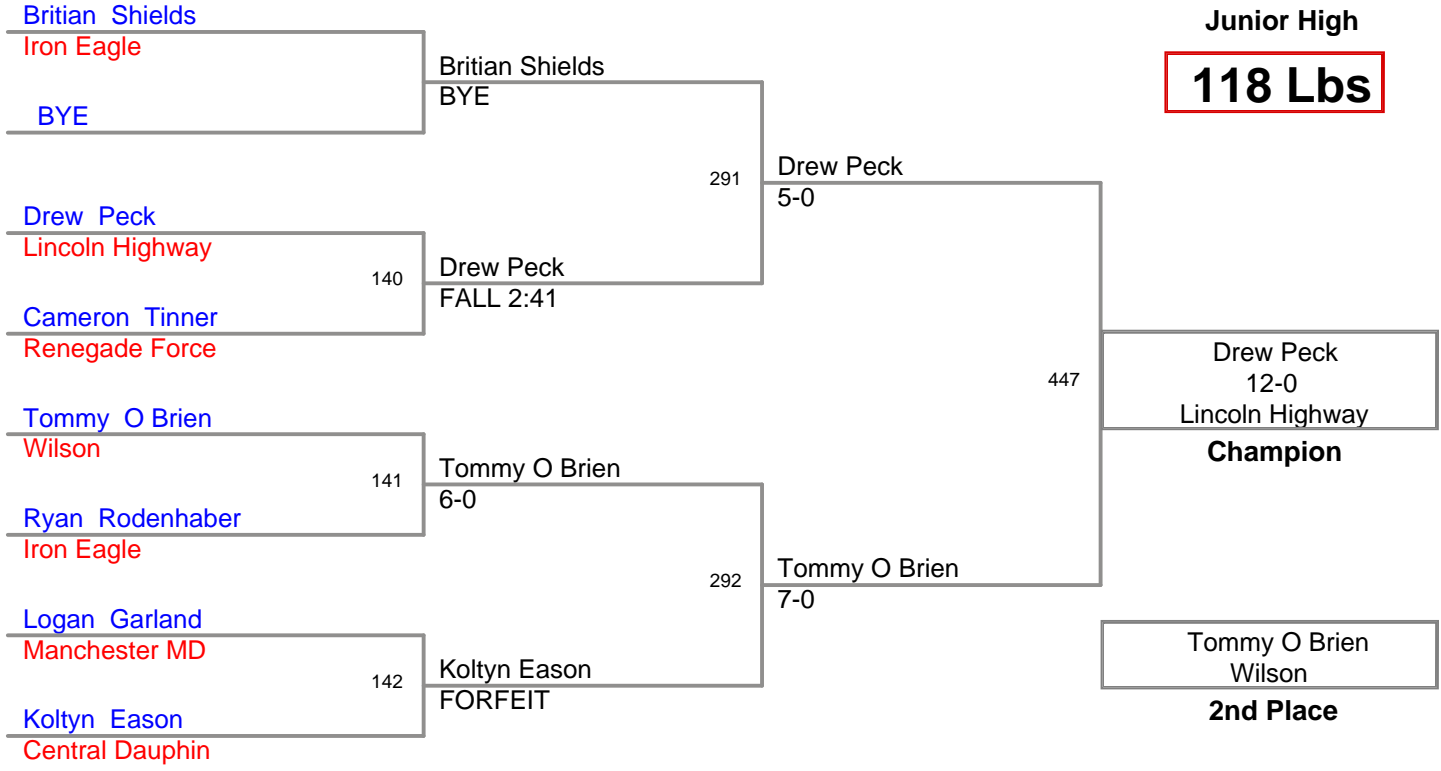 Britian Shields
Iron Eagle
BYE
Drew Peck
Lincoln Highway
Cameron Tinner
Renegade Force
Tommy O Brien
Wilson
Ryan Rodenhaber
Iron Eagle
Logan Garland
Manchester MD
Koltyn Eason
Central Dauphin
Britian Shields
BYE
140
Drew Peck
FALL 2:41
141
Tommy O Brien
6-0
142
Koltyn Eason
FORFEIT
291
Drew Peck
5-0
292
Tommy O Brien
7-0
447
Junior High
118 Lbs
Drew Peck
12-0
Lincoln Highway
Champion
Tommy O Brien
Wilson
2nd Place